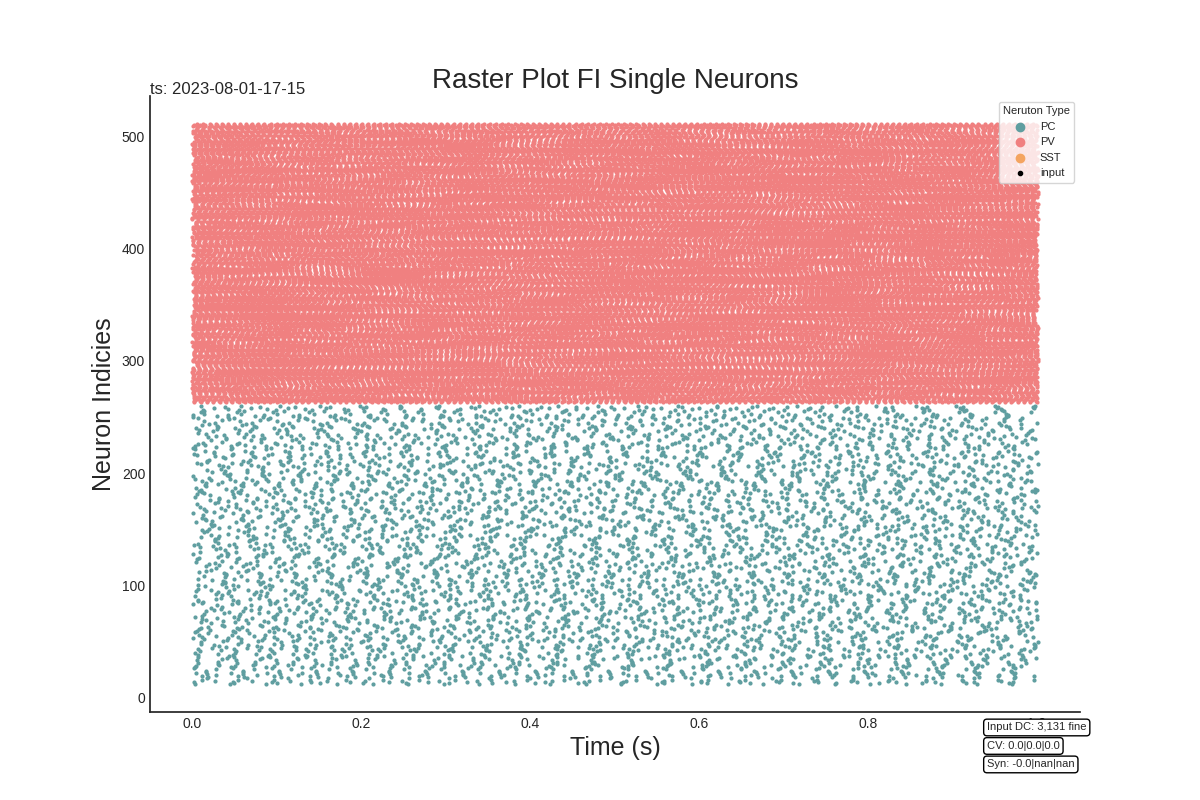 Raster Plot FI Single Neurons
ts: 2023-08-01-17-15
Neruton Type
PC
PV
SST
input
500
400
300
200
100
0
Neuron Indicies
0.0 0.2 0.4 0.6 0.8
Time (s)
Input DC: 3,131 fine
CV: 0.0|0.0|0.0
Syn: -0.0|nan|nan